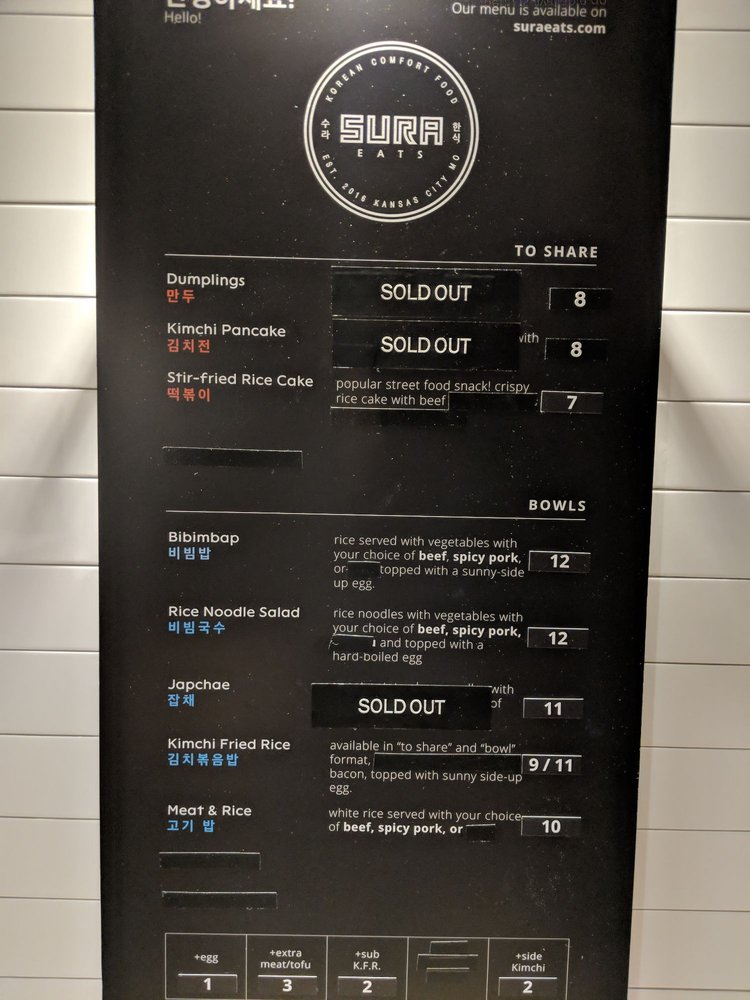 안녕하세요!
Hello!
Our menu is available on
suraeats.com
KOREAN COMFORT FOOD
수라
SURA
한식
EATS
EST. 2016 KANSAS CITY MO
TO SHARE
Dumplings
만두
SOLD OUT
8
Kimchi Pancake
김치전
SOLD OUT
with
8
Stir-fried Rice Cake
떡볶이
popular street food snack! crispy
rice cake with beef
7
BOWLS
Bibimbap
비빔밥
rice served with vegetables with
your choice of beef, spicy pork,
or topped with a sunny-side
up egg.
12
Rice Noodle Salad
비빔국수
rice noodles with vegetables with
your choice of beef, spicy pork,
and topped with a
hard-boiled egg
12
Japchae
잡채
SOLD OUT
with
of
11
Kimchi Fried Rice
김치볶음밥
available in “to share” and “bowl”
format,
bacon, topped with sunny side-up
egg.
9 / 11
Meat & Rice
고기 밥
white rice served with your choice
of beef, spicy pork, or
10
+egg
1
+extra
meat/tofu
3
+sub
K.F.R.
2
+side
Kimchi
2